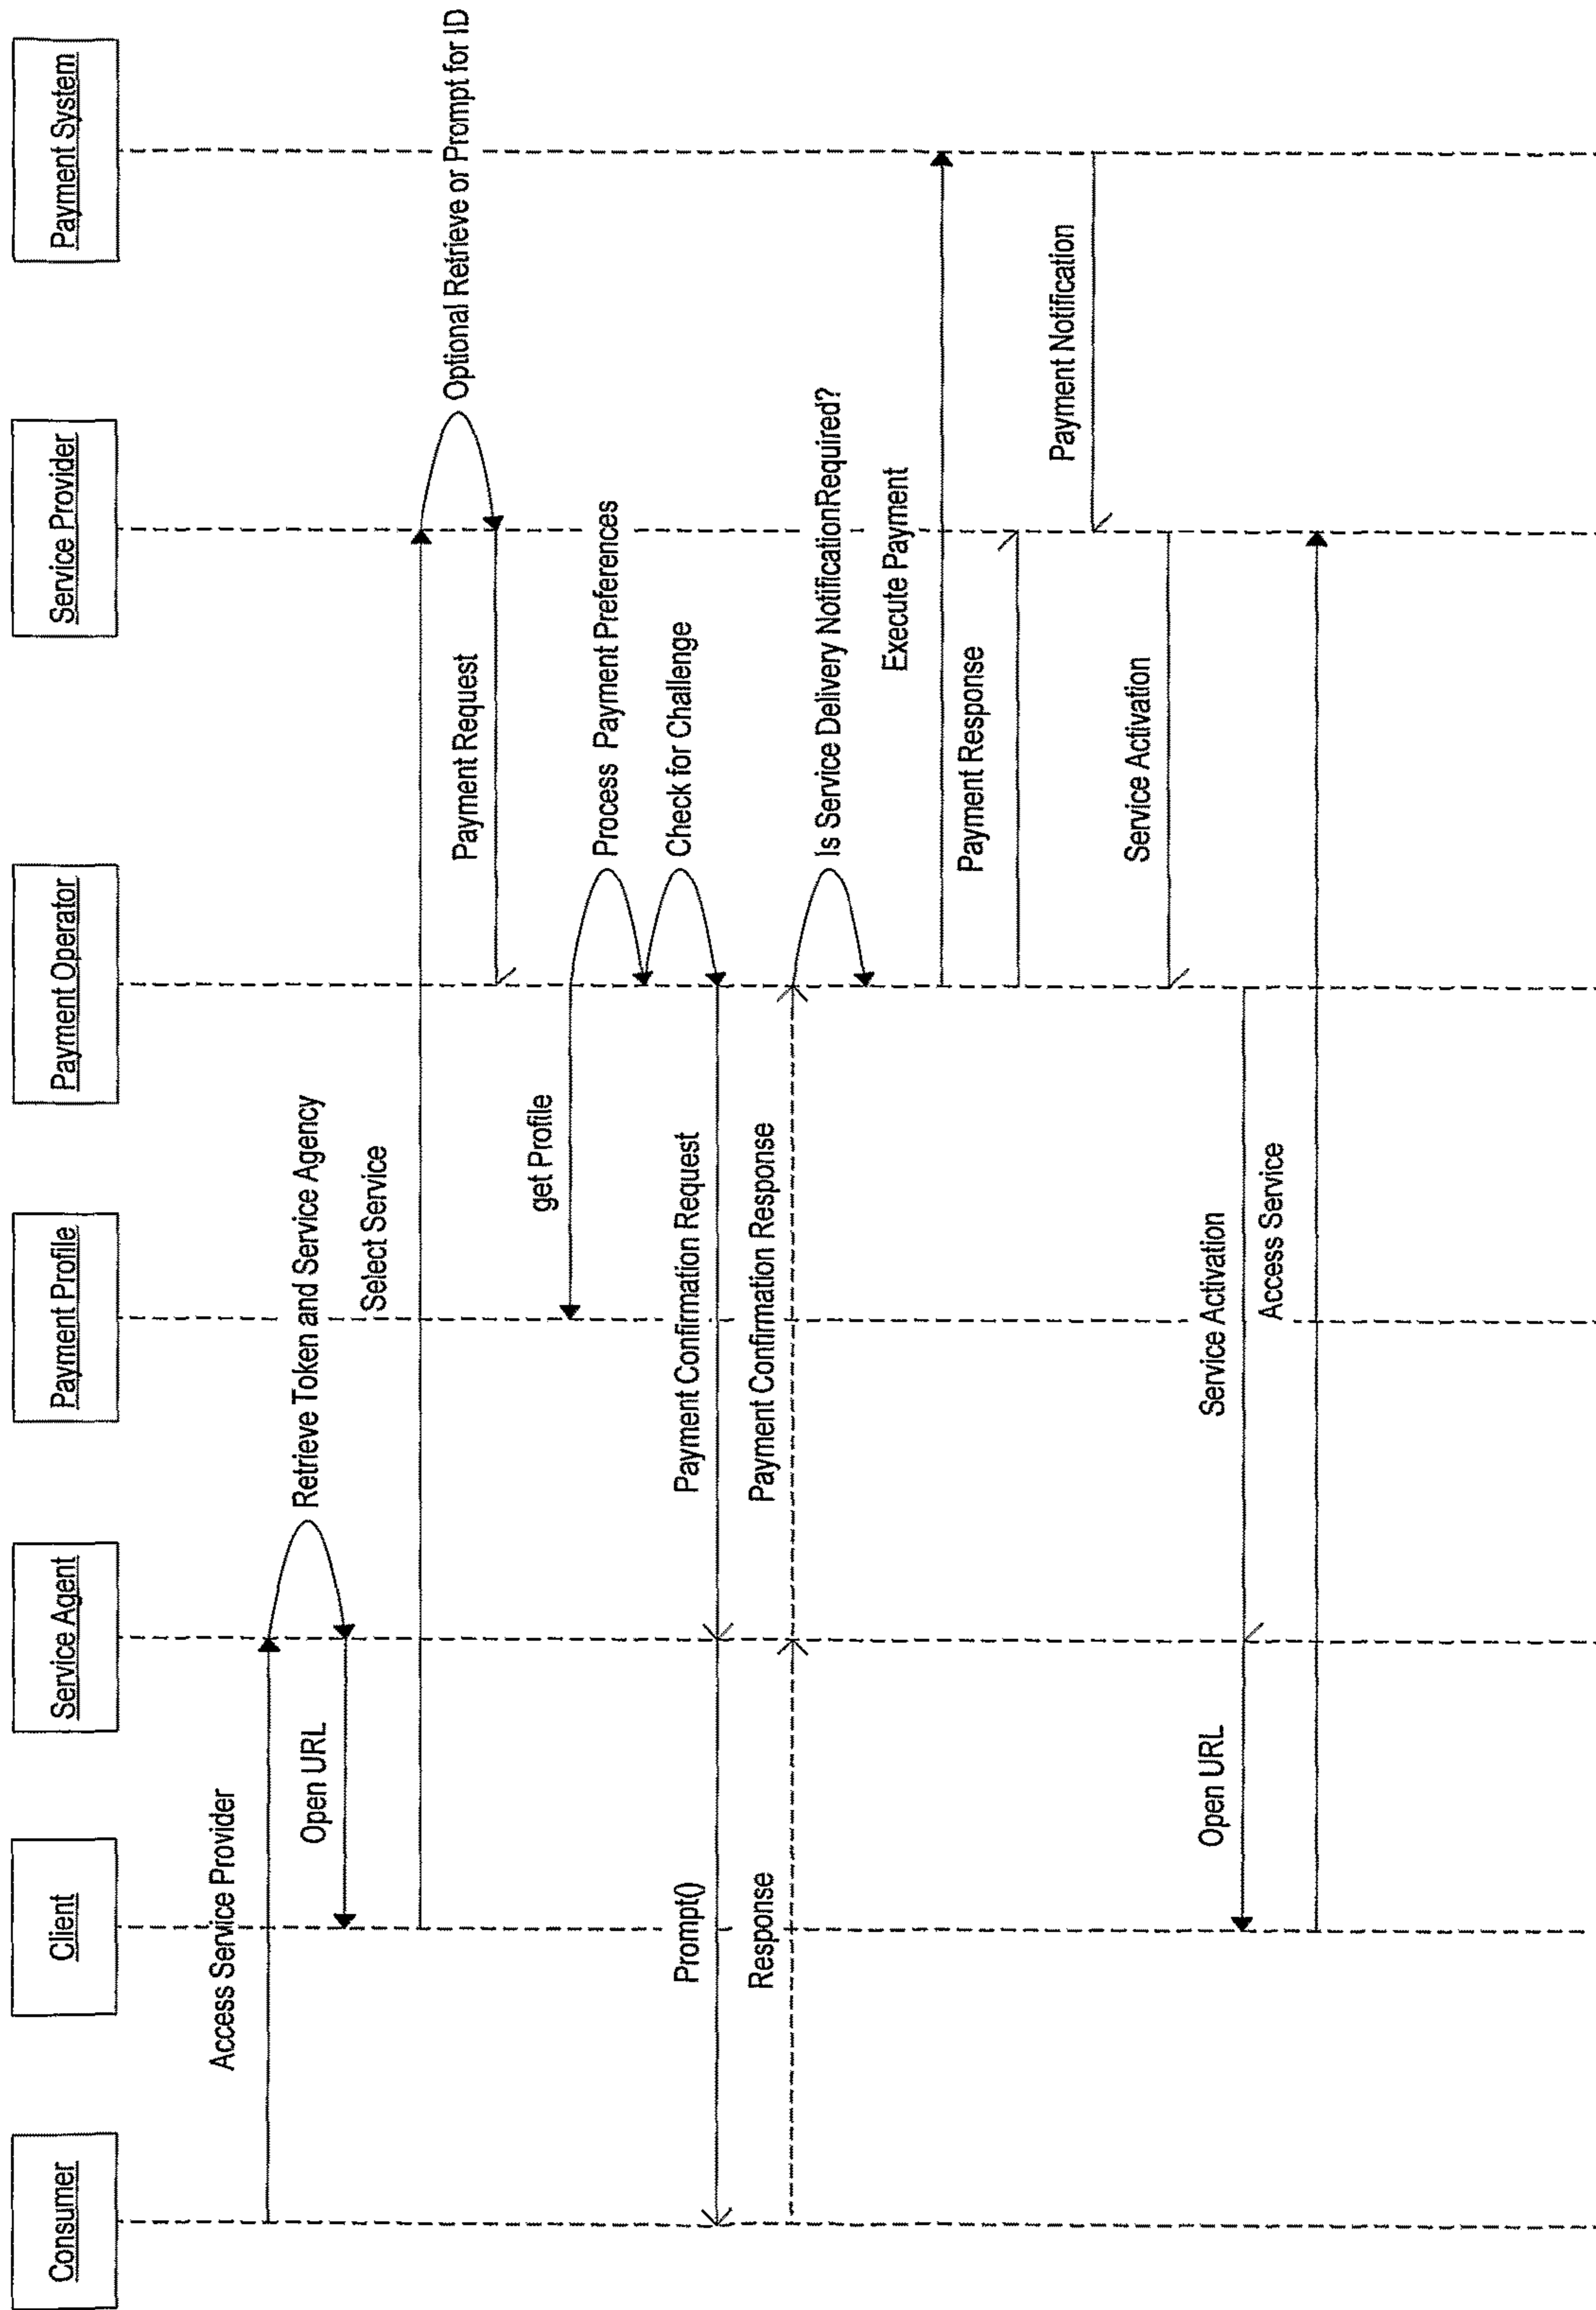 Consumer
Client
Service Agent
Payment Profile
Payment Operator
Service Provider
Payment System
Access Service Provider
Retrieve Token and Service Agency
Open URL
Select Service
Optional Retrieve or Prompt for ID
Payment Request
get Profile
Process Payment Preferences
Check for Challenge
Payment Confirmation Request
Prompt()
Response
Payment Confirmation Response
Is Service Delivery NotificationRequired?
Execute Payment
Payment Response
Payment Notification
Service Activation
Service Activation
Open URL
Access Service